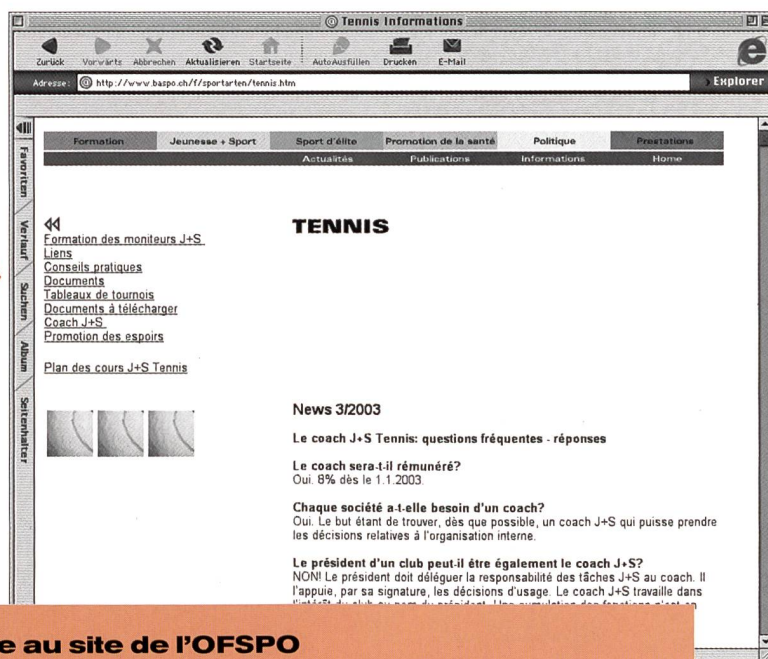 @ Tennis Informations
Zurück Vorwärts Abbrechen Aktualisieren Startseite AutoAusfüllen Drucken E-Mail
Adresse: @ http://www.baspo.ch/f/sportarten/tennis.htm Explorer
Favoriten
Verlauf
Suchen
Album
Seitenhalter
Formation Jeunesse + Sport Sport d'élite Promotion de la santé Politique Prestations
Actualités Publications Informations Home
Formation des moniteurs J+S
Liens
Conseils pratiques
Documents
Tableaux de tournois
Documents à télécharger
Coach J+S
Promotion des espoirs
Plan des cours J+S Tennis
TENNIS
News 3/2003
Le coach J+S Tennis: questions fréquentes - réponses
Le coach sera-t-il rémunéré?
Oui. 8% dès le 1.1.2003.
Chaque société a-t-elle besoin d'un coach?
Oui. Le but étant de trouver, dès que possible, un coach J+S qui puisse prendre
les décisions relatives à l'organisation interne.
Le président d'un club peut-il être également le coach J+S?
NON! Le président doit déléguer la responsabilité des tâches J+S au coach. Il
l'appuie, par sa signature, les décisions d'usage. Le coach J+S travaille dans
e au site de l'OFSPO